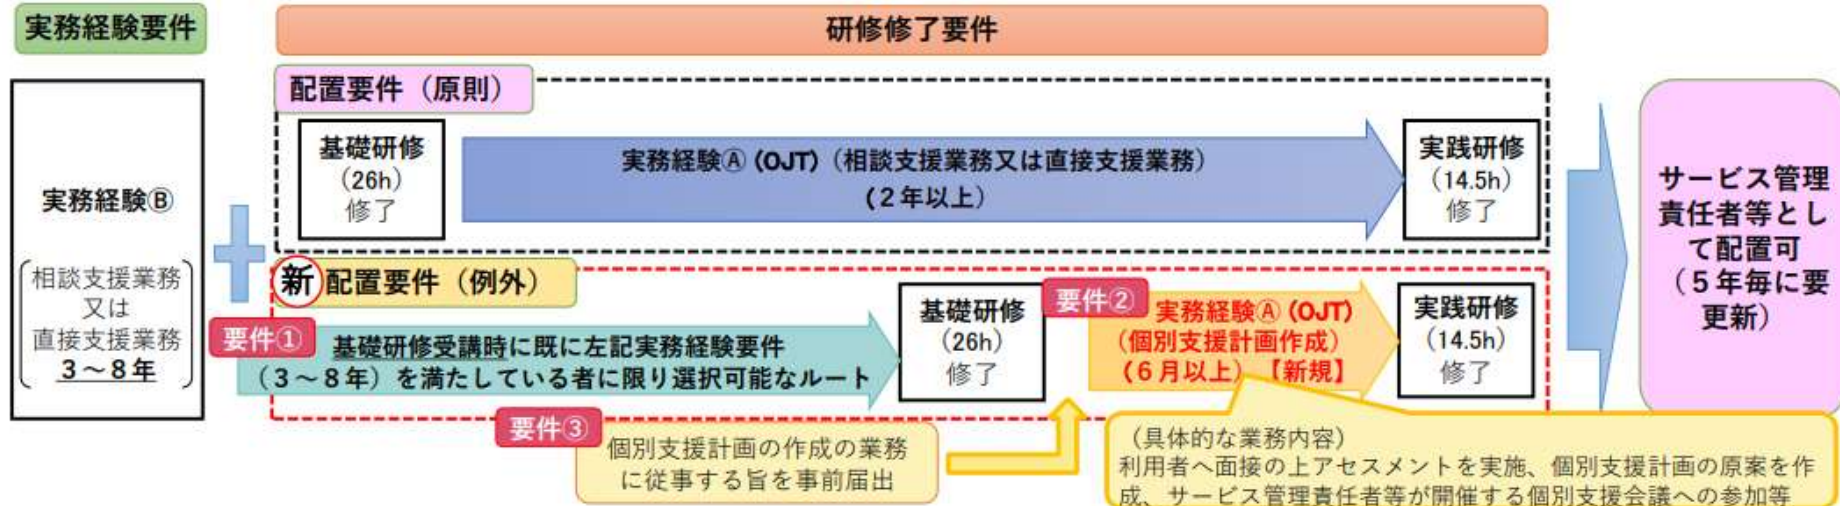 実務経験要件
研修修了要件
実務経験Ⓑ
相談支援業務
又は
直接支援業務
３～８年
配置要件（原則）
基礎研修
（26h）
修了
実務経験Ⓐ (OJT)（相談支援業務又は直接支援業務）
（２年以上）
実践研修
（14.5h）
修了
新 配置要件（例外）
要件①
基礎研修受講時に既に左記実務経験要件
（３～８年）を満たしている者に限り選択可能なルート
基礎研修
（26h）
修了
要件②
実務経験Ⓐ (OJT)
（個別支援計画作成）
（６月以上）【新規】
実践研修
（14.5h）
修了
要件③
個別支援計画の作成の業務
に従事する旨を事前届出
（具体的な業務内容）
利用者へ面接の上アセスメントを実施、個別支援計画の原案を作
成、サービス管理責任者等が開催する個別支援会議への参加等
サービス管理
責任者等とし
て配置可
（５年毎に要
更新）